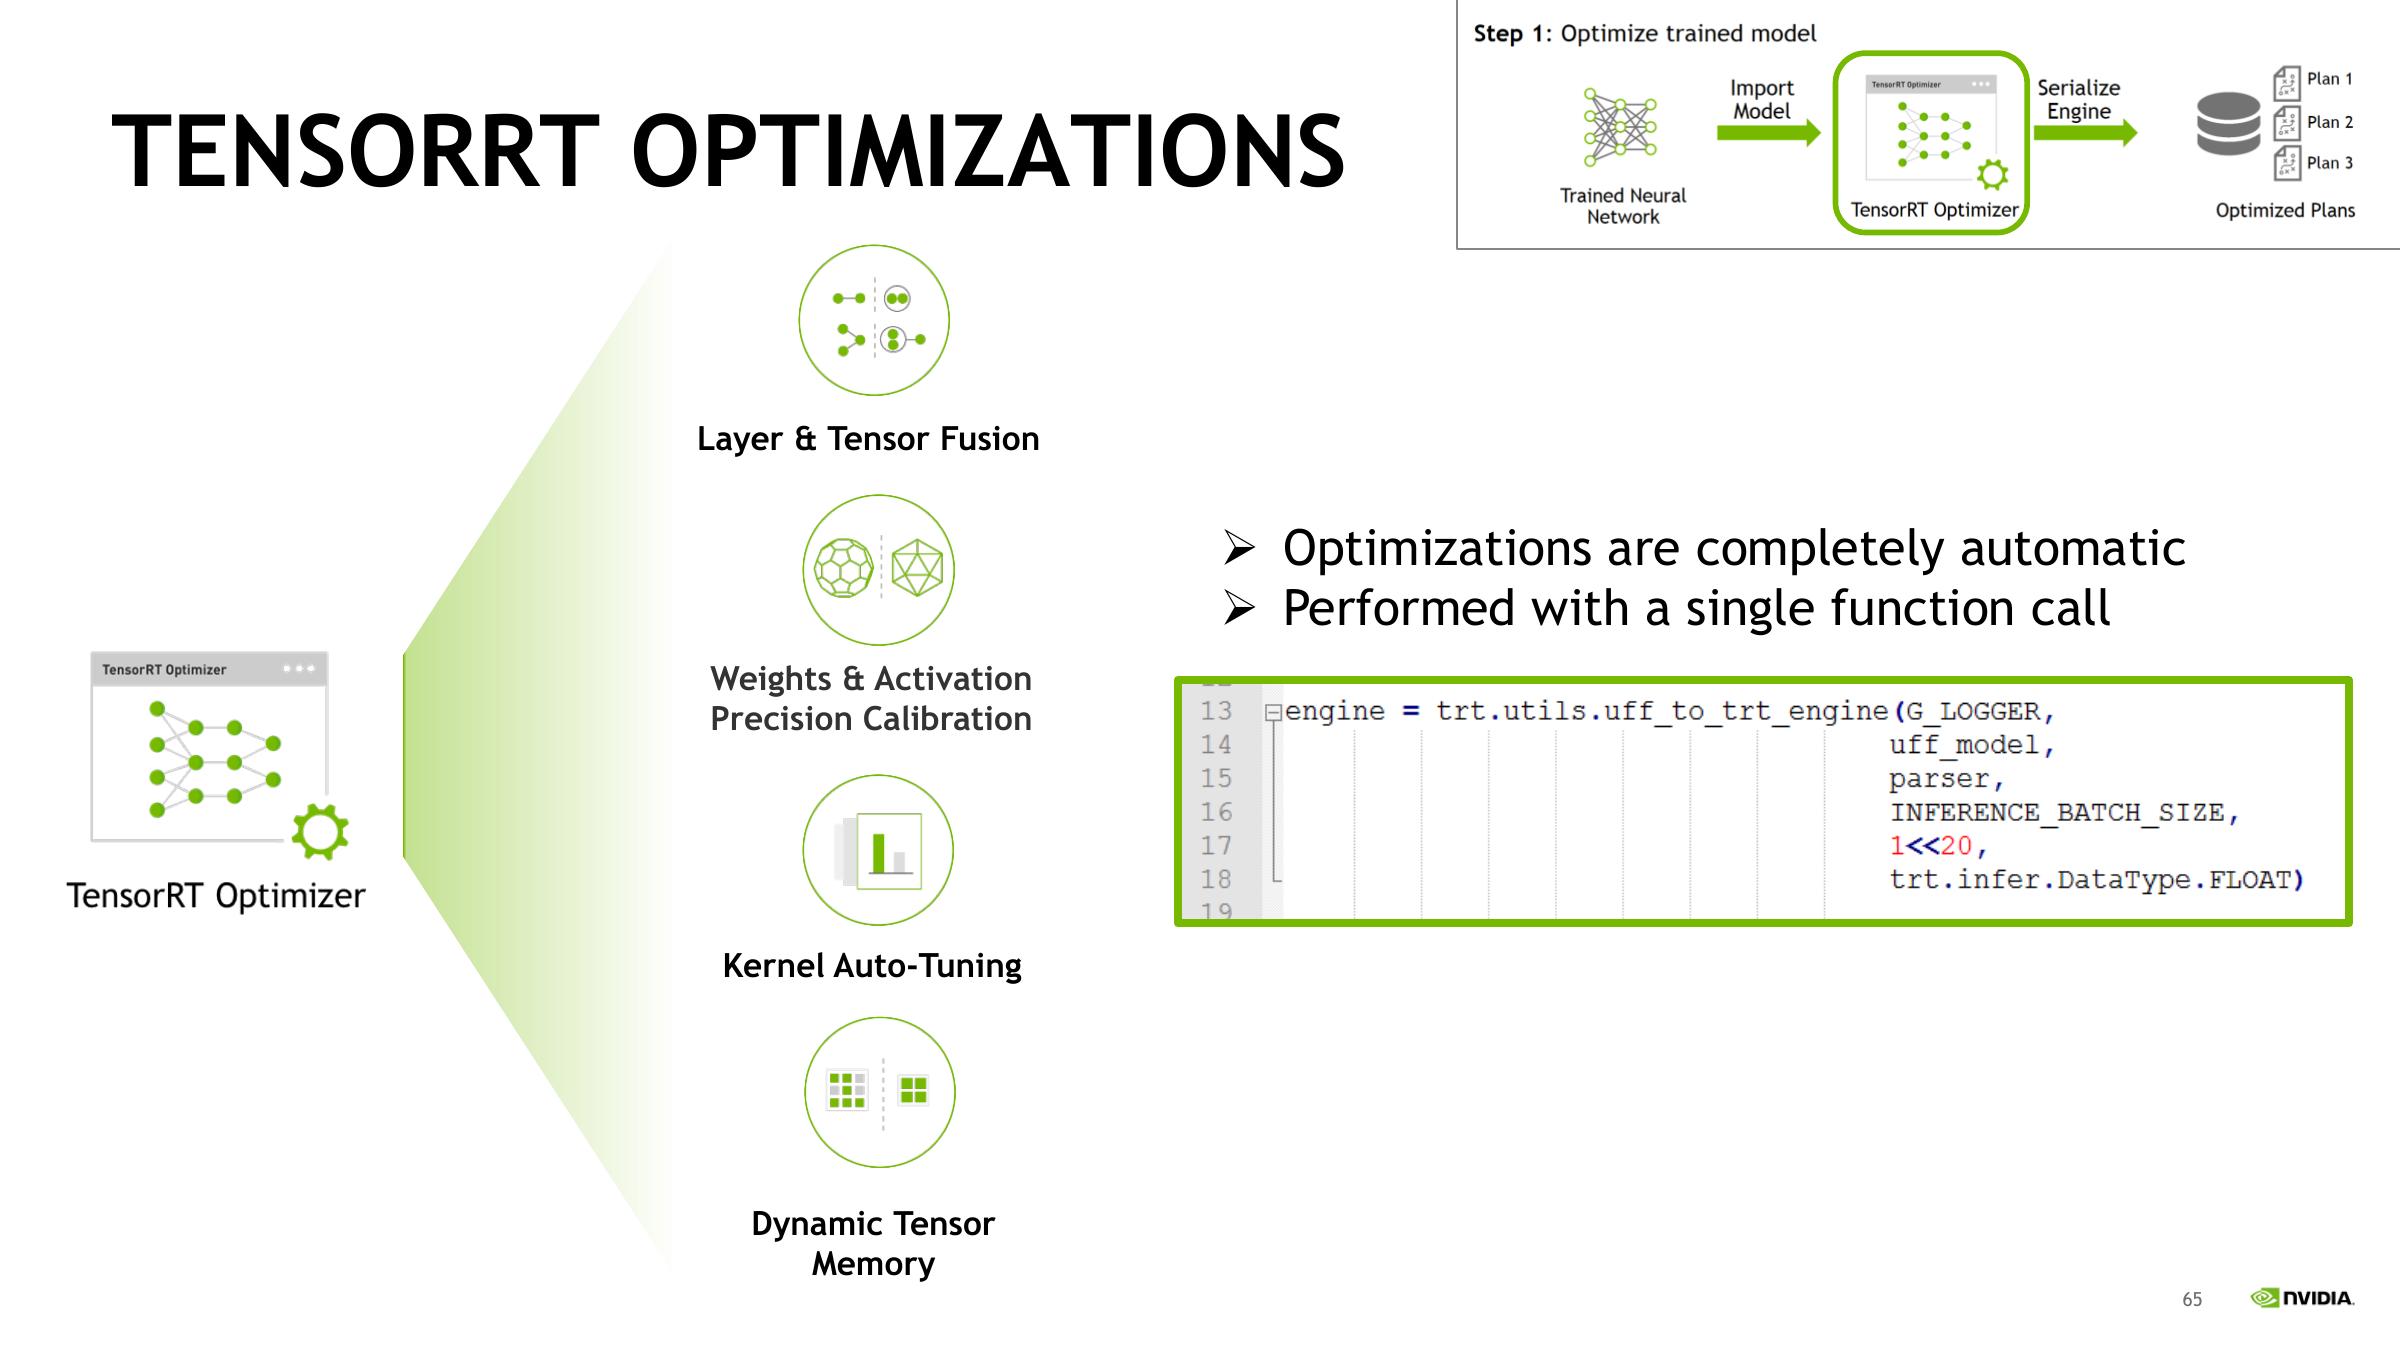 TENSORRT OPTIMIZATIONS
Step 1: Optimize trained model
Import
Model
Serialize
Engine
TensorRT Optimizer
Plan 1
Plan 2
Plan 3
Trained Neural
Network
TensorRT Optimizer
Optimized Plans
Layer & Tensor Fusion
Weights & Activation
Precision Calibration
Kernel Auto-Tuning
Dynamic Tensor
Memory
TensorRT Optimizer
TensorRT Optimizer
➢ Optimizations are completely automatic
➢ Performed with a single function call
13 engine = trt.utils.uff_to_trt_engine(G_LOGGER,
14 uff_model,
15 parser,
16 INFERENCE_BATCH_SIZE,
17 1<<20,
18 trt.infer.DataType.FLOAT)
19
65
NVIDIA.